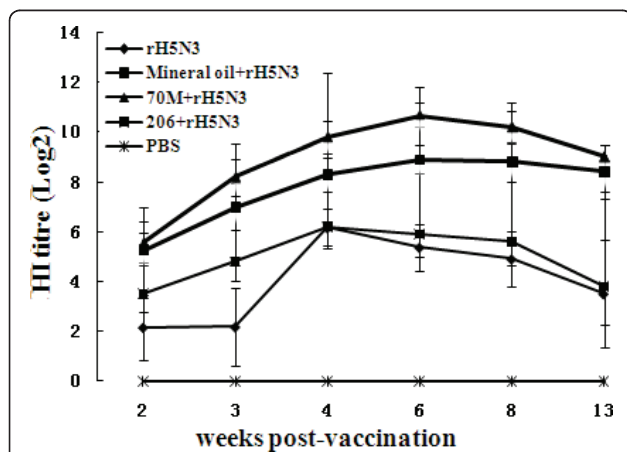 14
12
10
8
6
4
2
0
HI titre (Log2)
rH5N3
Mineral oil+rH5N3
70M+rH5N3
206+rH5N3
PBS
2 3 4 6 8 13
weeks post-vaccination